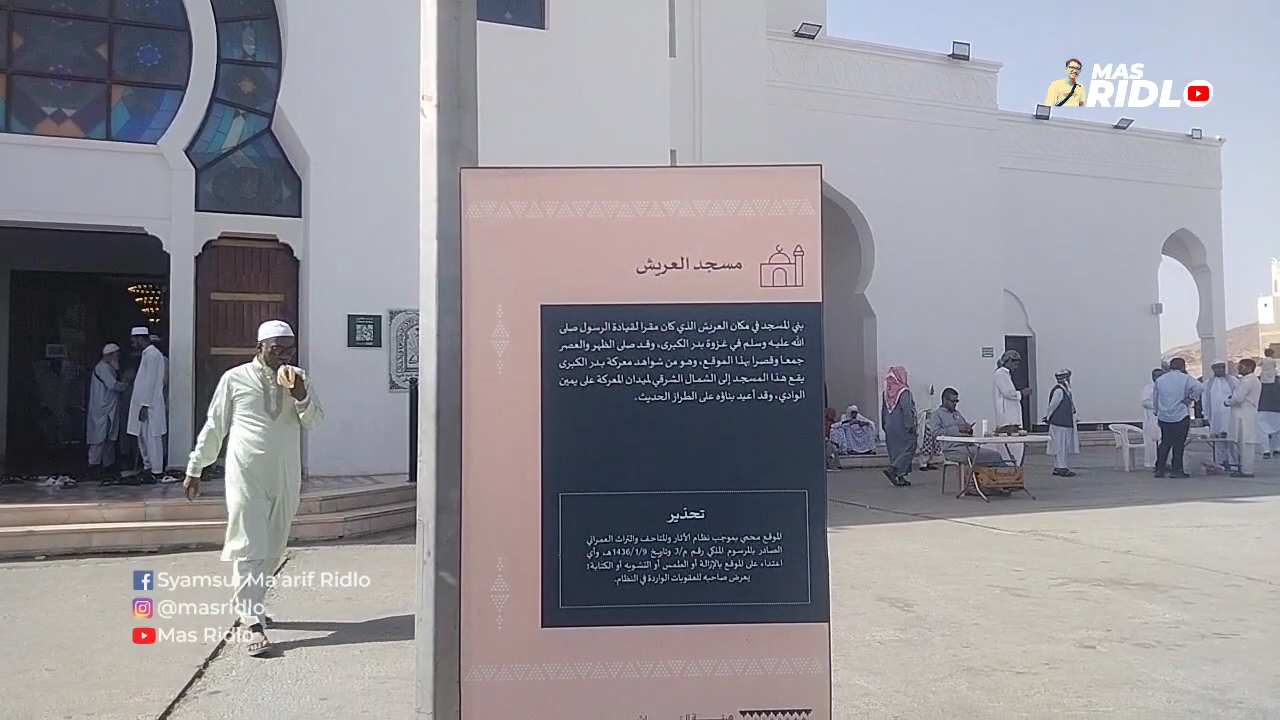 MAS
RIDLO
مسجد العريش
بني المسجد في مكان العريش الذي كان مقرا لقيادة الرسول صلى
الله عليه وسلم في غزوة بدر الكبرى، وقد صلى الظهر والعصر
جمعا وقصرا بهذا الموقع، وهو من شواهد معركة بدر الكبرى
يقع هذا المسجد إلى الشمال الشرقي لميدان المعركة على يمين
الوادي، وقد أعيد بناؤه على الطراز الحديث.
تحذير
الموقع محمي بموجب نظام الآثار والمتاحف والتراث العمراني
الصادر بالمرسوم الملكي رقم م/3 وتاريخ 1436/1/9هـ وأي
اعتداء على الموقع بالإزالة أو الطمس أو التشويه أو الكتابة؛
يعرض صاحبه للعقوبات الواردة في النظام.
Syamsul Ma'arif Ridlo
@masridlo_
Mas Ridlo